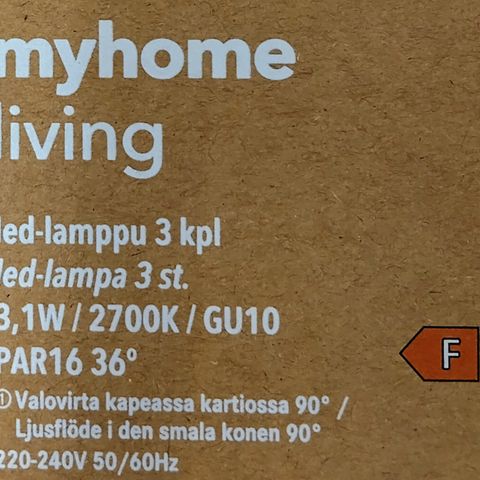 myhome
living
led-lamppu 3 kpl
led-lampa 3 st.
3,1W / 2700K / GU10
PAR16 36°
F
① Valovirta kapeassa kartiossa 90° /
Ljusflöde i den smala konen 90°
220-240V 50/60Hz